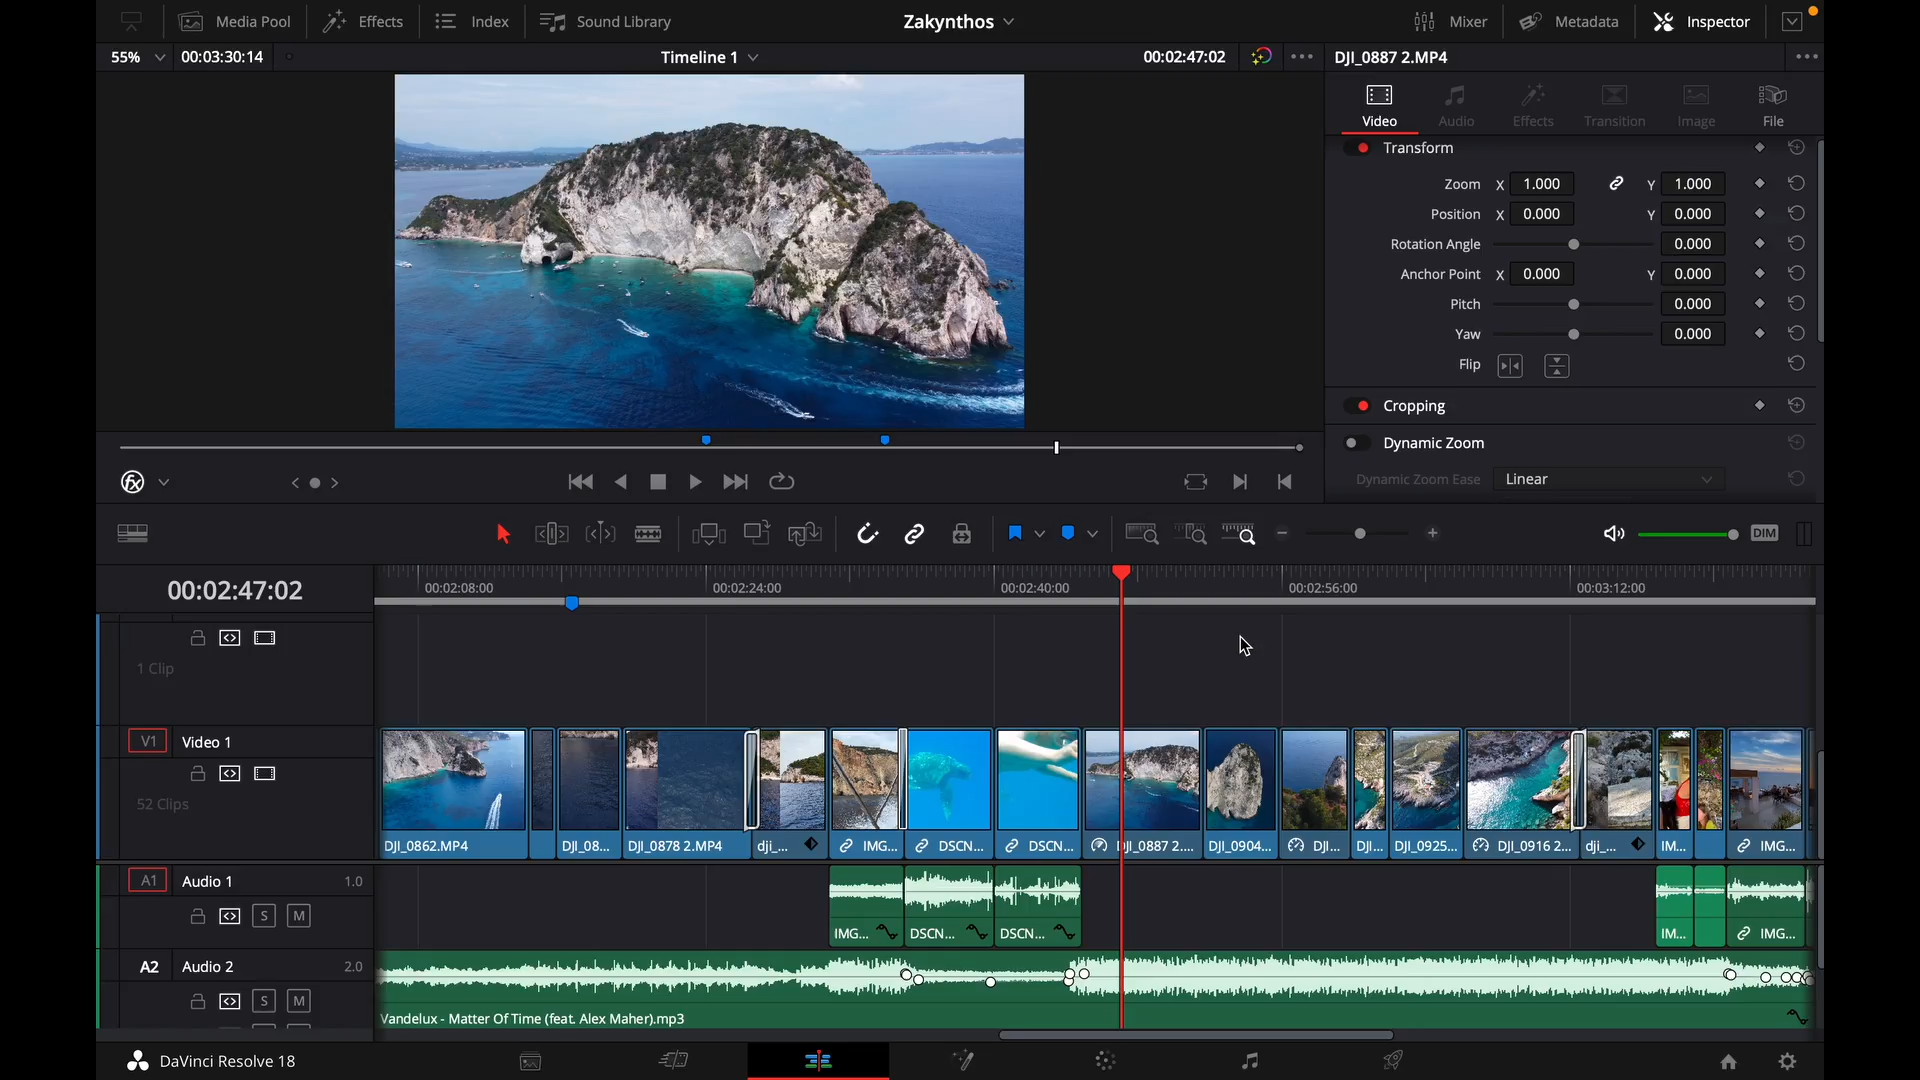 Media Pool Effects Index Sound Library Zakynthos Mixer Metadata Inspector
55% 00:03:30:14 Timeline 1 00:02:47:02 DJI_0887 2.MP4
Video Audio Effects Transition Image File
Transform
Zoom X 1.000 Y 1.000
Position X 0.000 Y 0.000
Rotation Angle 0.000
Anchor Point X 0.000 Y 0.000
Pitch 0.000
Yaw 0.000
Flip
Cropping
Dynamic Zoom
Dynamic Zoom Ease Linear
fx
DIM
00:02:47:02 00:02:08:00 00:02:24:00 00:02:40:00 00:02:56:00 00:03:12:00
1 Clip
V1 Video 1
52 Clips
DJI_0862.MP4 DJI_08... DJI_0878 2.MP4 dji_... IMG... DSCN... DSCN... DJI_0887 2.... DJI_0904... DJI... DJI... DJI_0925... DJI_0916 2... dji_... IM... IMG...
A1 Audio 1 1.0
S M
IMG... DSCN... DSCN... IM... IMG...
A2 Audio 2 2.0
S M
Vandelux - Matter Of Time (feat. Alex Maher).mp3
DaVinci Resolve 18